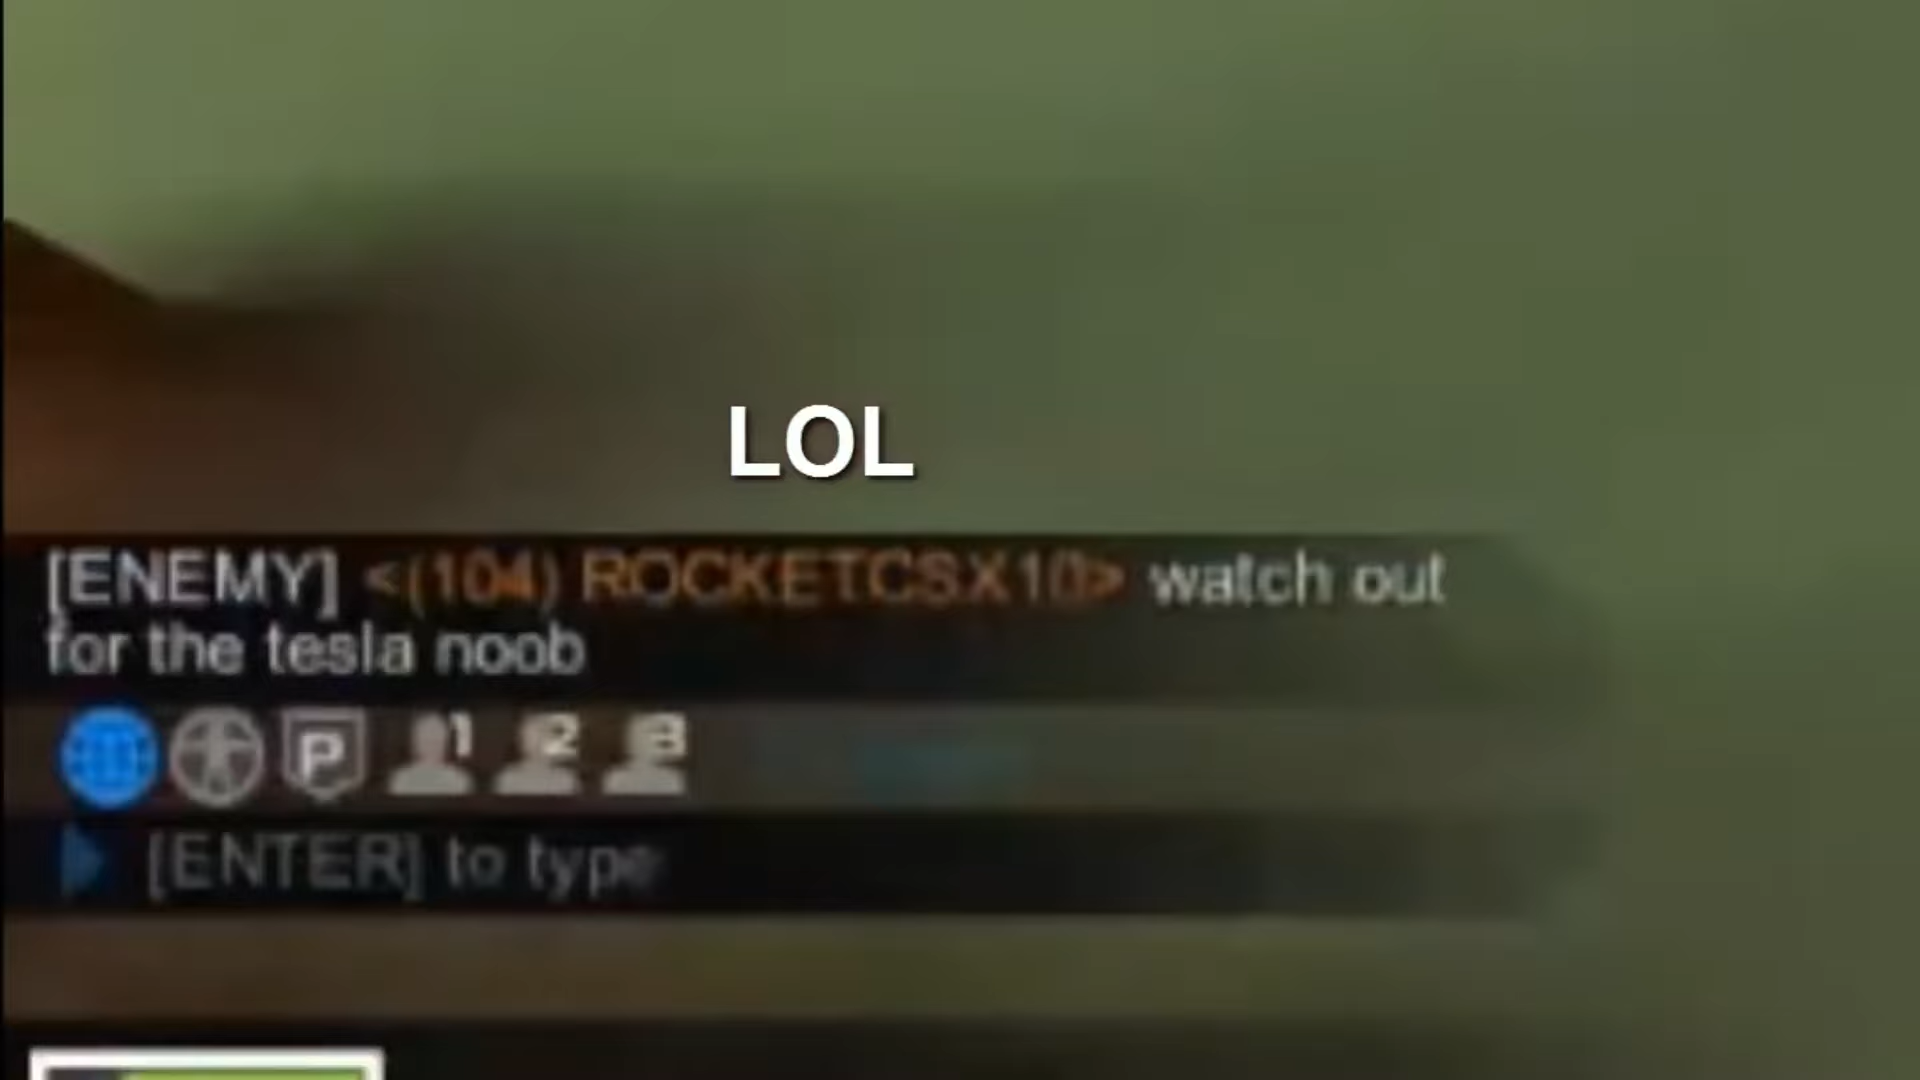 LOL
[ENEMY] <(104) ROCKETCSX10> watch out
for the tesla noob
P 1 2 3
[ENTER] to type